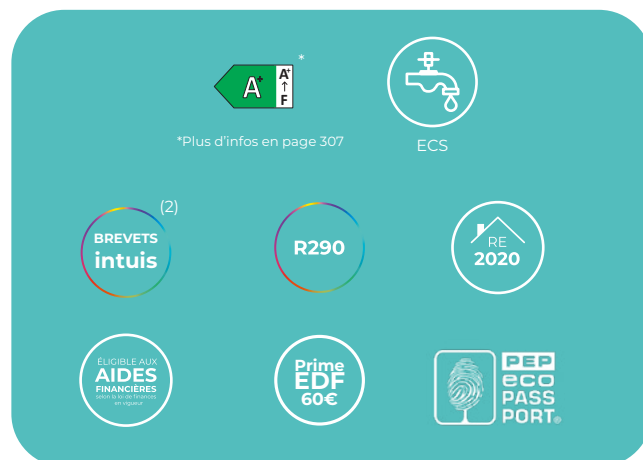 A⁺
A⁺
↑
F
*
*Plus d'infos en page 307
ECS
BREVETS
intuis
(2)
R290
RE
2020
ÉLIGIBLE AUX
AIDES
FINANCIÈRES
selon la loi de finances
en vigueur
Prime
EDF
60€
PEP
eco
PASS
PORT®